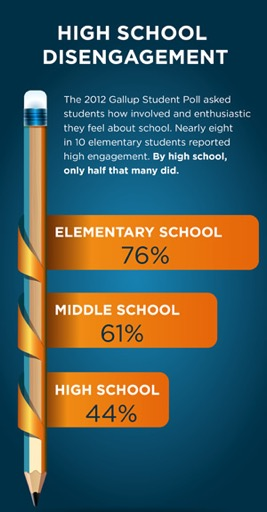 HIGH SCHOOL
DISENGAGEMENT
The 2012 Gallup Student Poll asked
students how involved and enthusiastic
they feel about school. Nearly eight
in 10 elementary students reported
high engagement. By high school,
only half that many did.
ELEMENTARY SCHOOL
76%
MIDDLE SCHOOL
61%
HIGH SCHOOL
44%